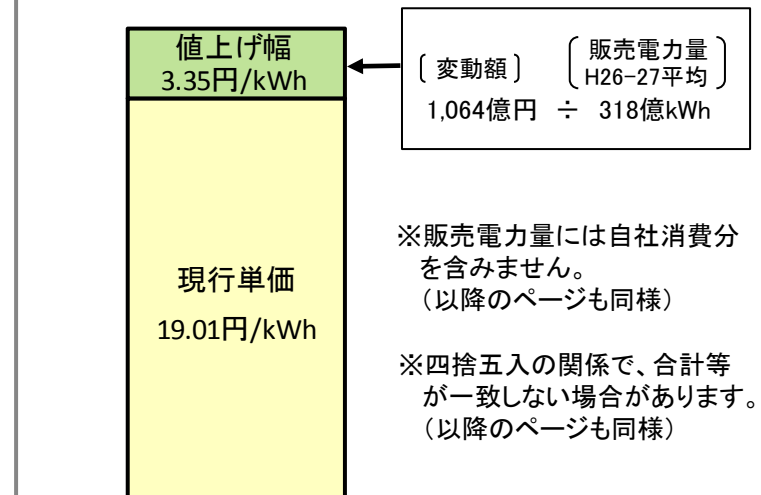 値上げ幅
3.35円/kWh
現行単価
19.01円/kWh
〔変動額〕
〔販売電力量
H26-27平均〕
1,064億円 ÷ 318億kWh
※販売電力量には自社消費分
を含みません。
（以降のページも同様）
※四捨五入の関係で、合計等
が一致しない場合があります。
（以降のページも同様）